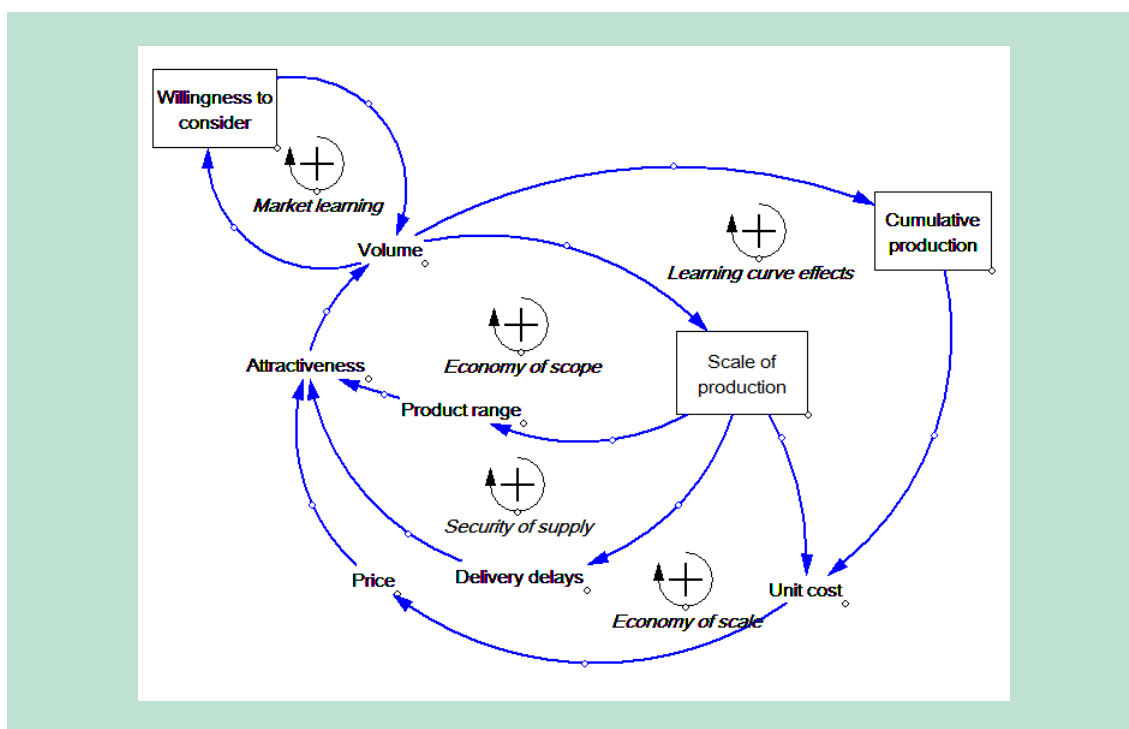 Willingness to
consider
Market learning
Volume
Cumulative
production
Learning curve effects
Scale of
production
Economy of scope
Attractiveness
Product range
Security of supply
Price
Delivery delays
Unit cost
Economy of scale